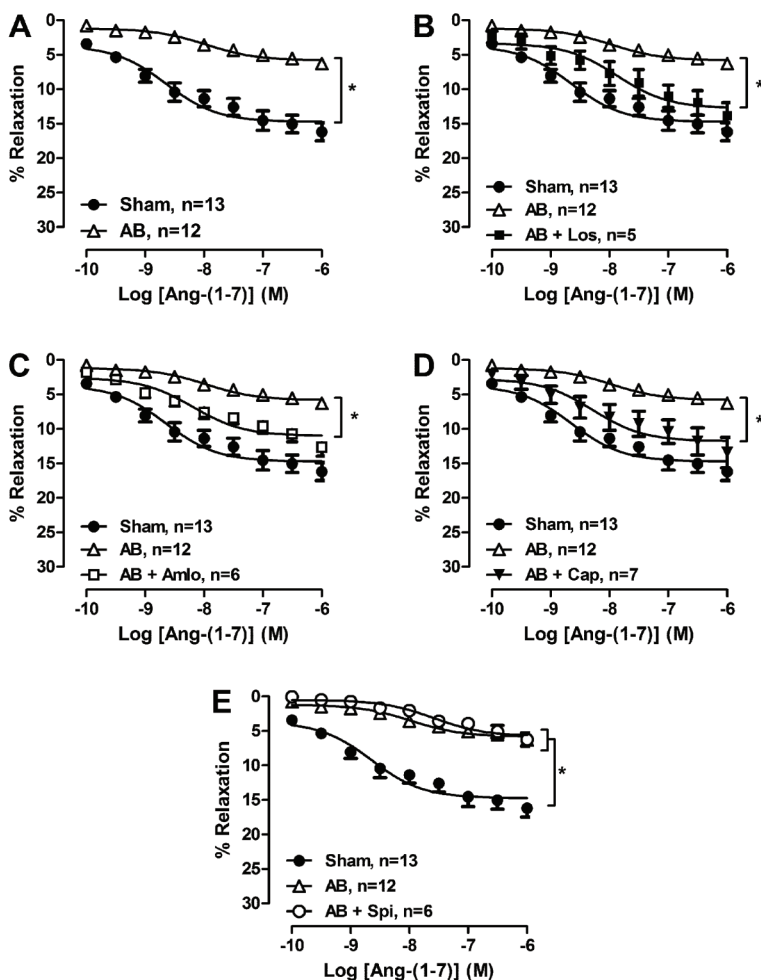 A
% Relaxation
0
5
10
15
20
25
30
*
Sham, n=13
AB, n=12
-10 -9 -8 -7 -6
Log [Ang-(1-7)] (M)
B
% Relaxation
0
5
10
15
20
25
30
*
Sham, n=13
AB, n=12
AB + Los, n=5
-10 -9 -8 -7 -6
Log [Ang-(1-7)] (M)
C
% Relaxation
0
5
10
15
20
25
30
*
Sham, n=13
AB, n=12
AB + Amlo, n=6
-10 -9 -8 -7 -6
Log [Ang-(1-7)] (M)
D
% Relaxation
0
5
10
15
20
25
30
*
Sham, n=13
AB, n=12
AB + Cap, n=7
-10 -9 -8 -7 -6
Log [Ang-(1-7)] (M)
E
% Relaxation
0
5
10
15
20
25
30
*
Sham, n=13
AB, n=12
AB + Spi, n=6
-10 -9 -8 -7 -6
Log [Ang-(1-7)] (M)